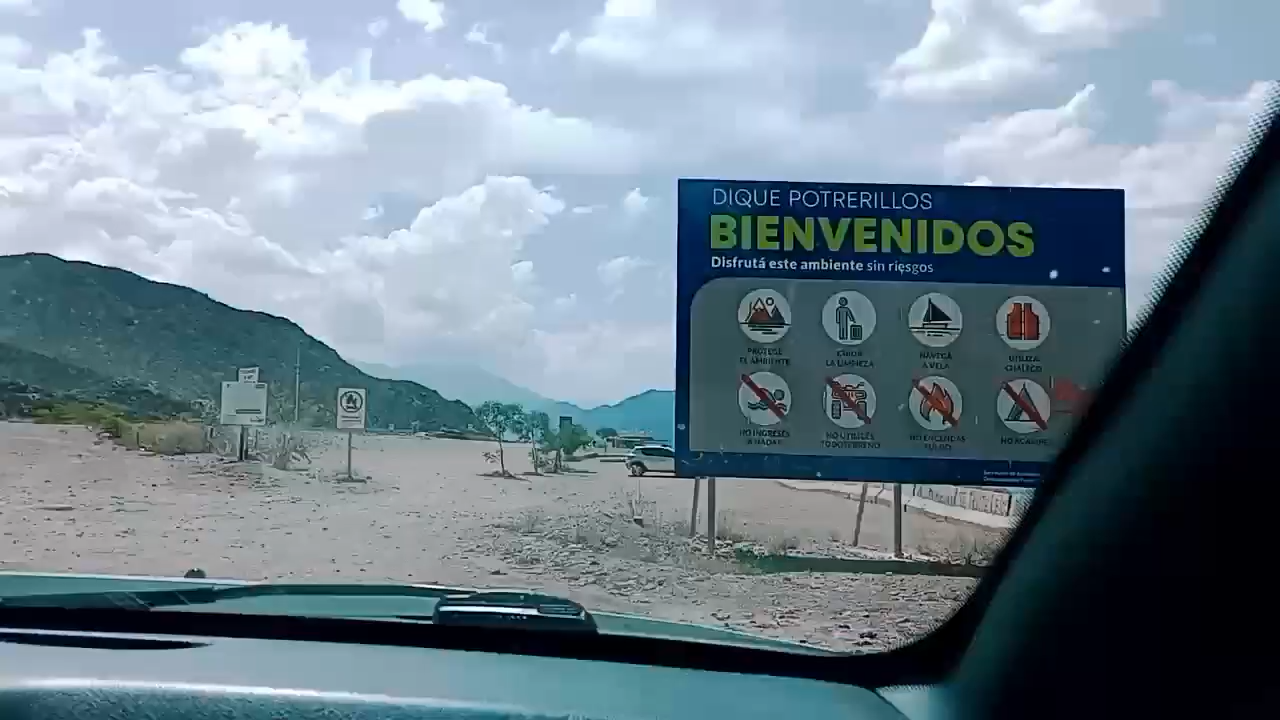 DIQUE POTRERILLOS
BIENVENIDOS
Disfrutá este ambiente sin riesgos
PROTEGE
EL AMBIENTE
LA LIMPIEZA
NAVEGÁ
A VELA
UTILIZÁ
CHALECO
NO INGRESES
A NADAR
NO UTILICES
TODOTERRENO
NO ENCIENDAS
FUEGO
NO ACAMPES